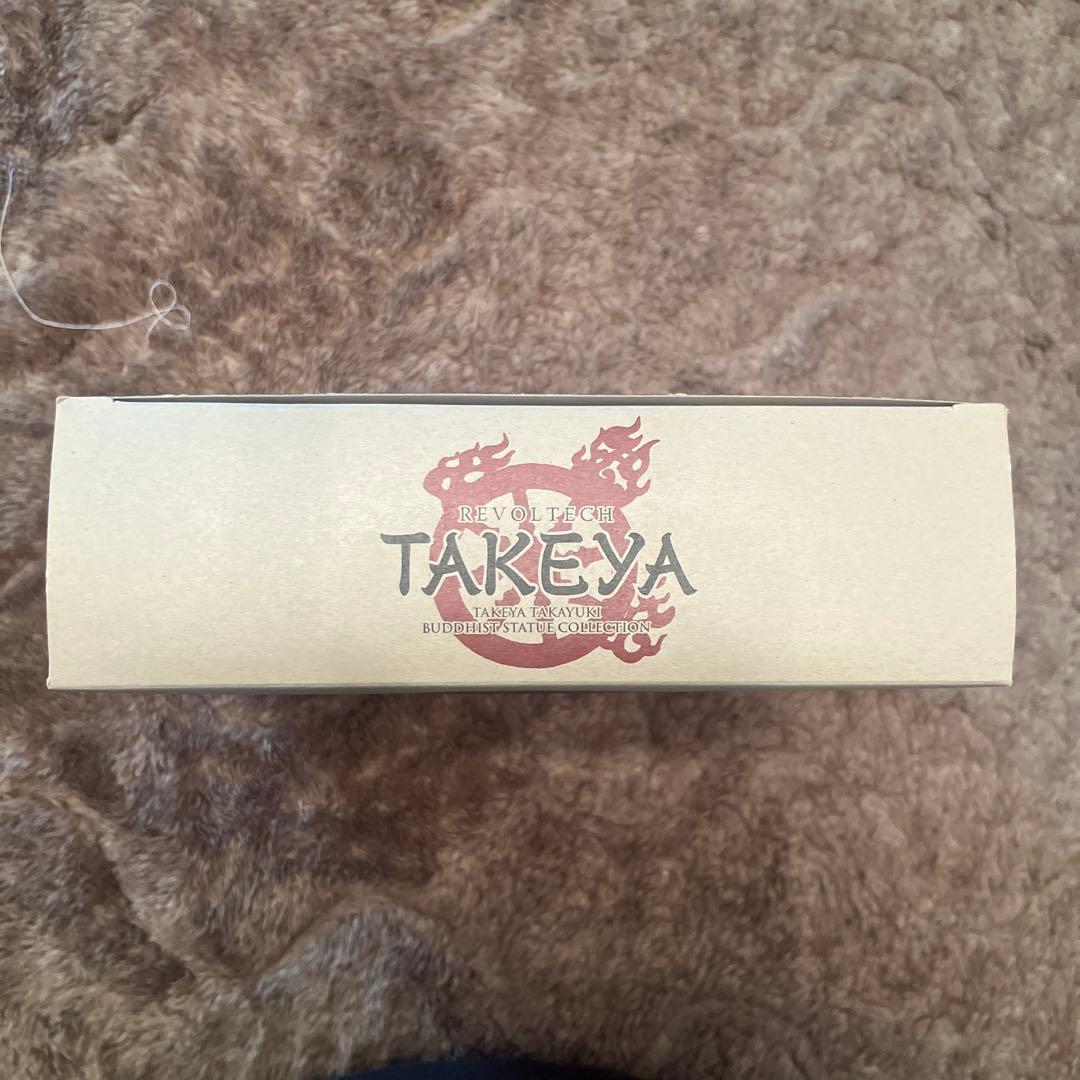 REVOLTECH
TAKEYA
TAKEYA TAKAYUKI
BUDDHIST STATUE COLLECTION